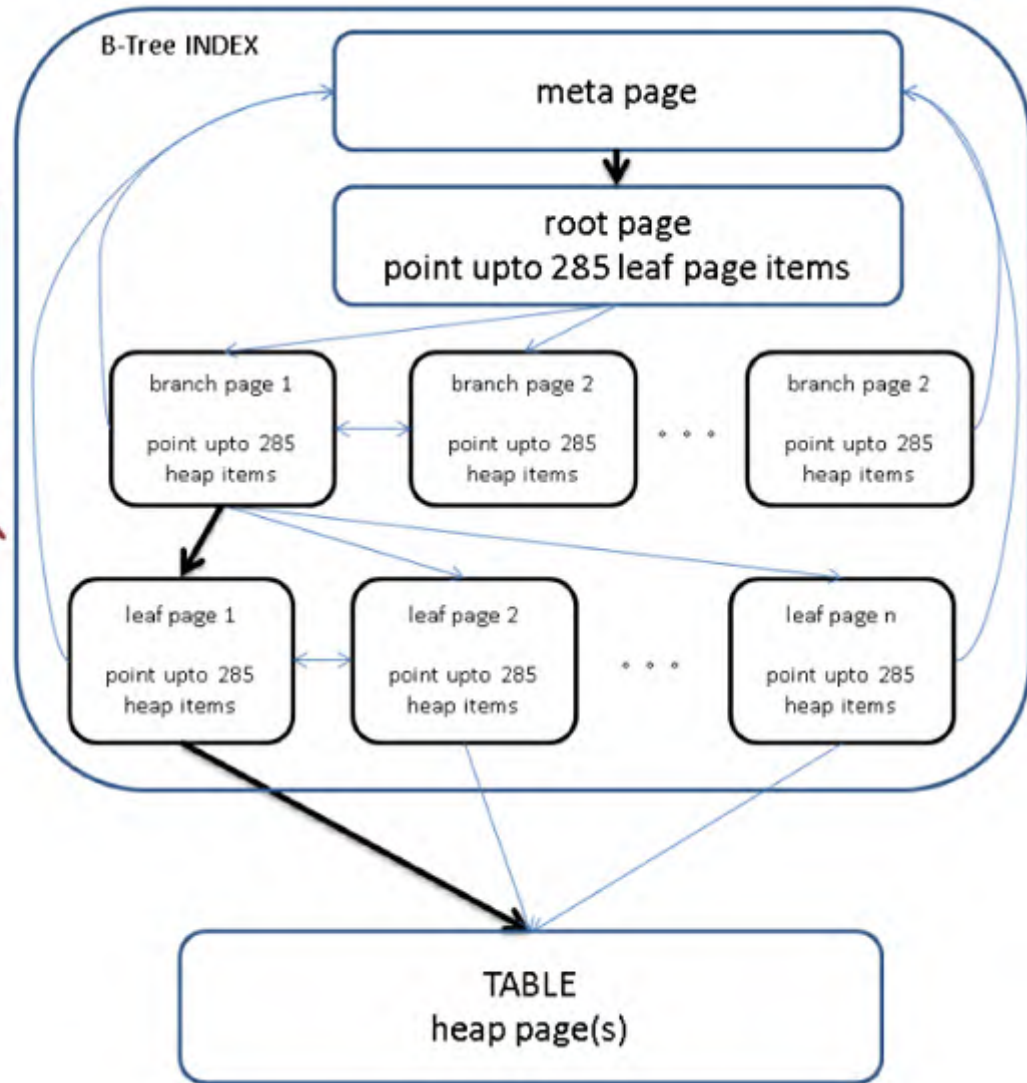 B-Tree INDEX
meta page
root page
point upto 285 leaf page items
branch page 1
point upto 285
heap items
branch page 2
point upto 285
heap items
branch page 2
point upto 285
heap items
leaf page 1
point upto 285
heap items
leaf page 2
point upto 285
heap items
leaf page n
point upto 285
heap items
TABLE
heap page(s)